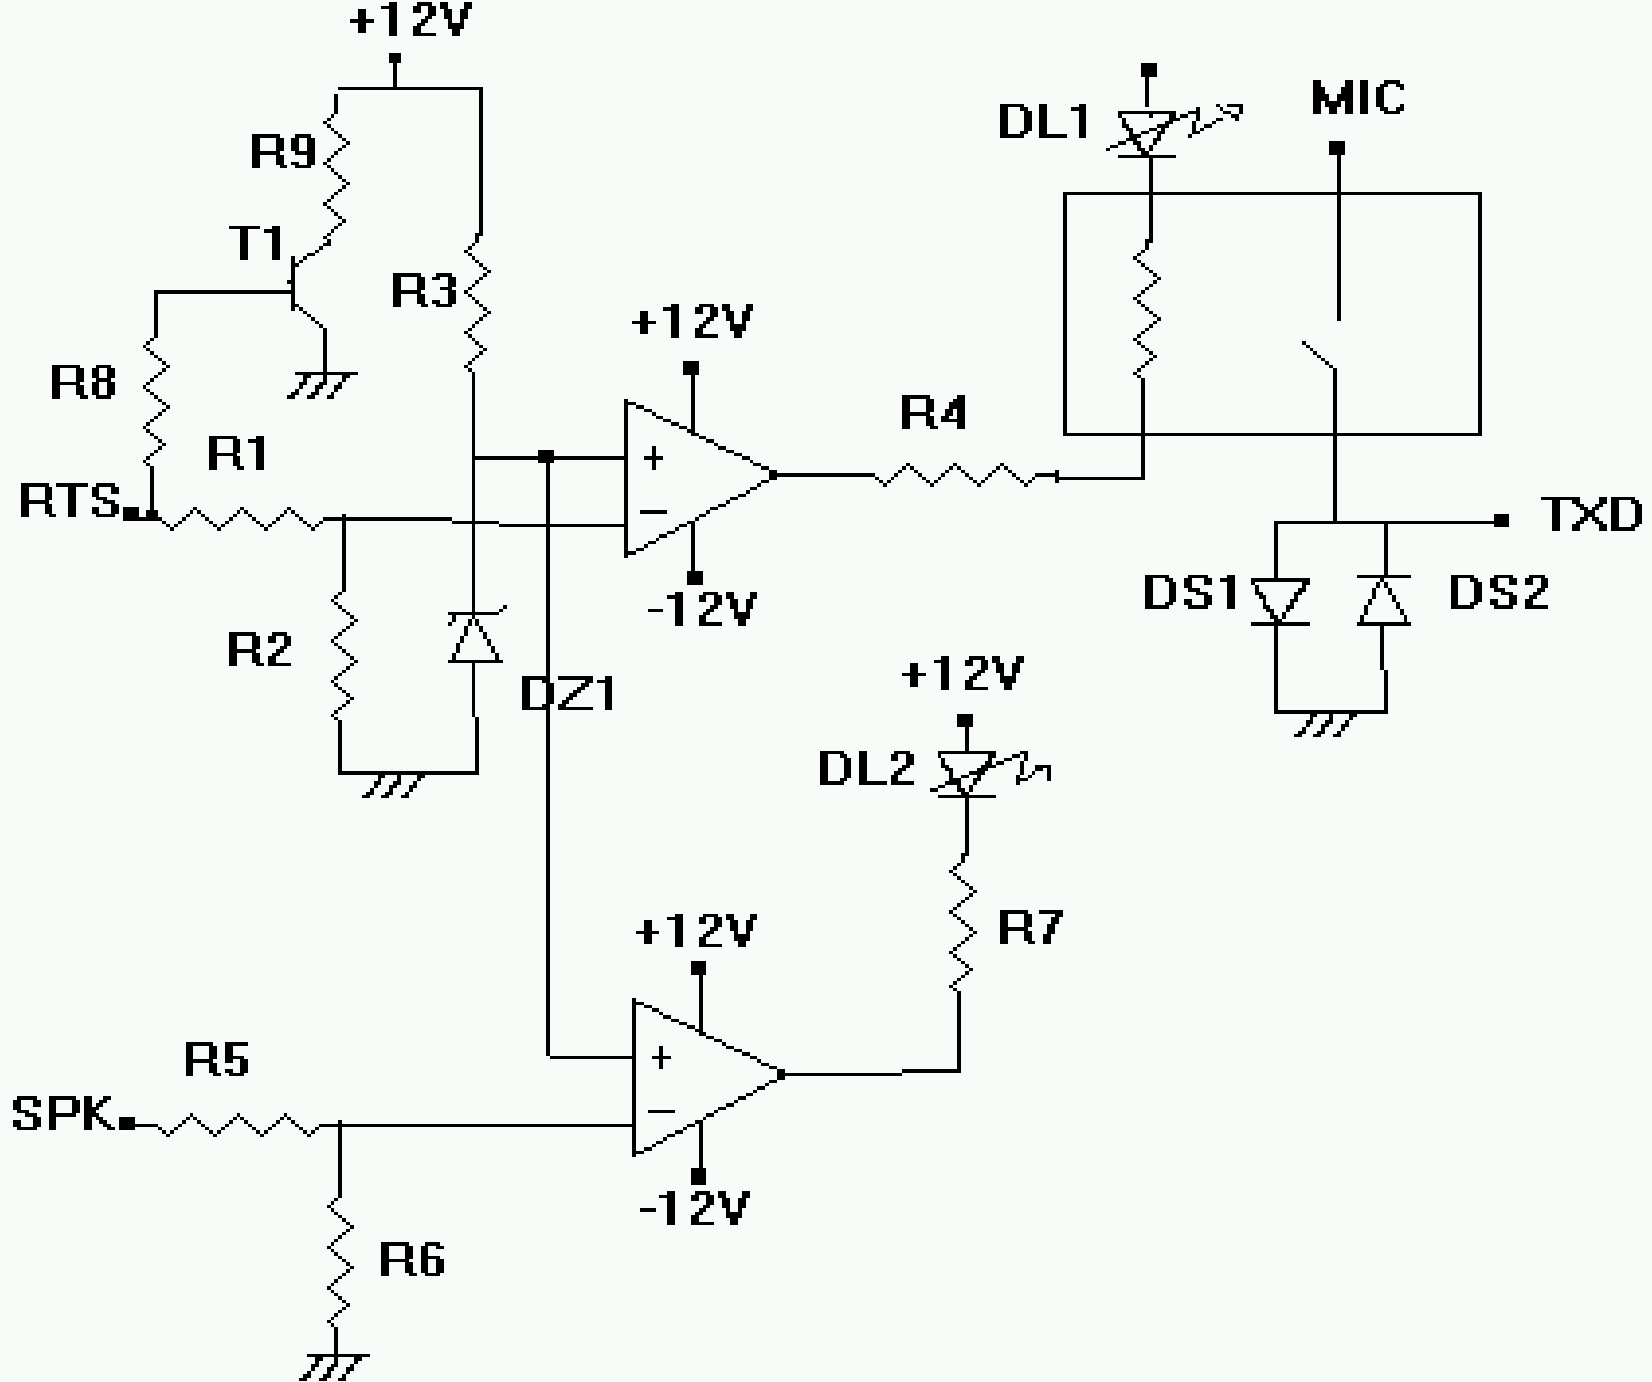 +12V
MIC
DL1
R9
T1
R3
+12V
R8
R4
R1
+
RTS
−
TXD
-12V
DS1
DS2
R2
+12V
DZ1
DL2
+12V
R7
R5
+
SPK
−
-12V
R6